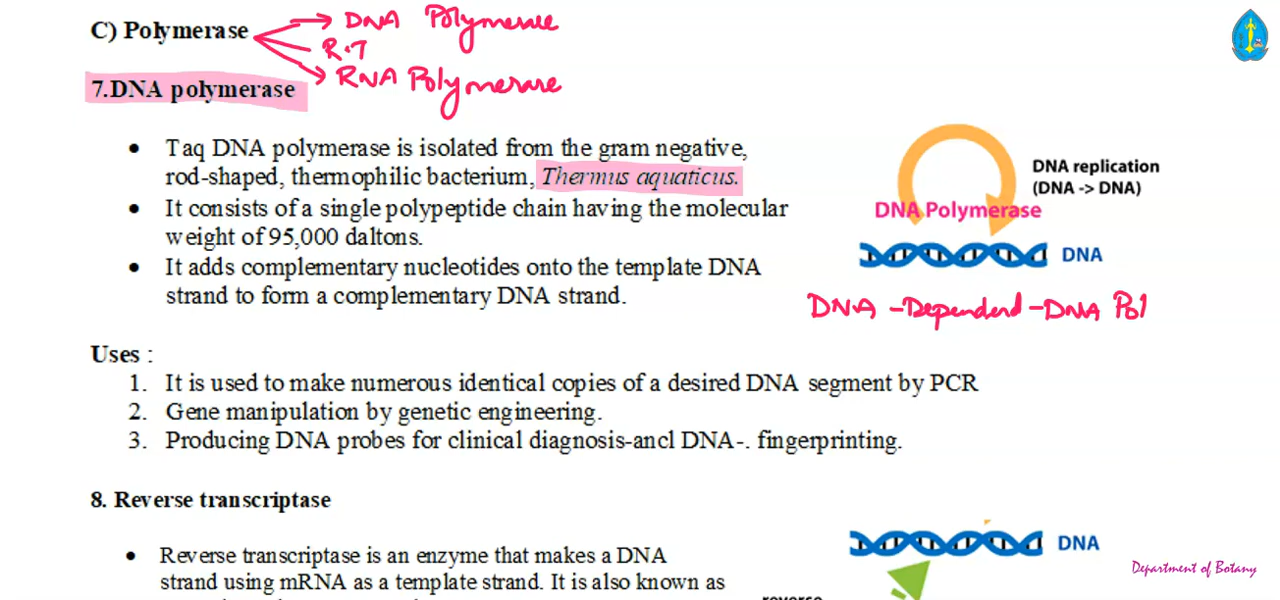 C) Polymerase
DNA Polymerase
R.T
RNA Polymerase
7.DNA polymerase
• Taq DNA polymerase is isolated from the gram negative,
rod-shaped, thermophilic bacterium, Thermus aquaticus.
• It consists of a single polypeptide chain having the molecular
weight of 95,000 daltons.
• It adds complementary nucleotides onto the template DNA
strand to form a complementary DNA strand.
DNA replication
(DNA -> DNA)
DNA Polymerase
DNA
DNA -Dependend -DNA Pol
Uses :
1. It is used to make numerous identical copies of a desired DNA segment by PCR
2. Gene manipulation by genetic engineering.
3. Producing DNA probes for clinical diagnosis-ancl DNA-. fingerprinting.
8. Reverse transcriptase
• Reverse transcriptase is an enzyme that makes a DNA
strand using mRNA as a template strand. It is also known as
DNA
reverse
Department of Botany